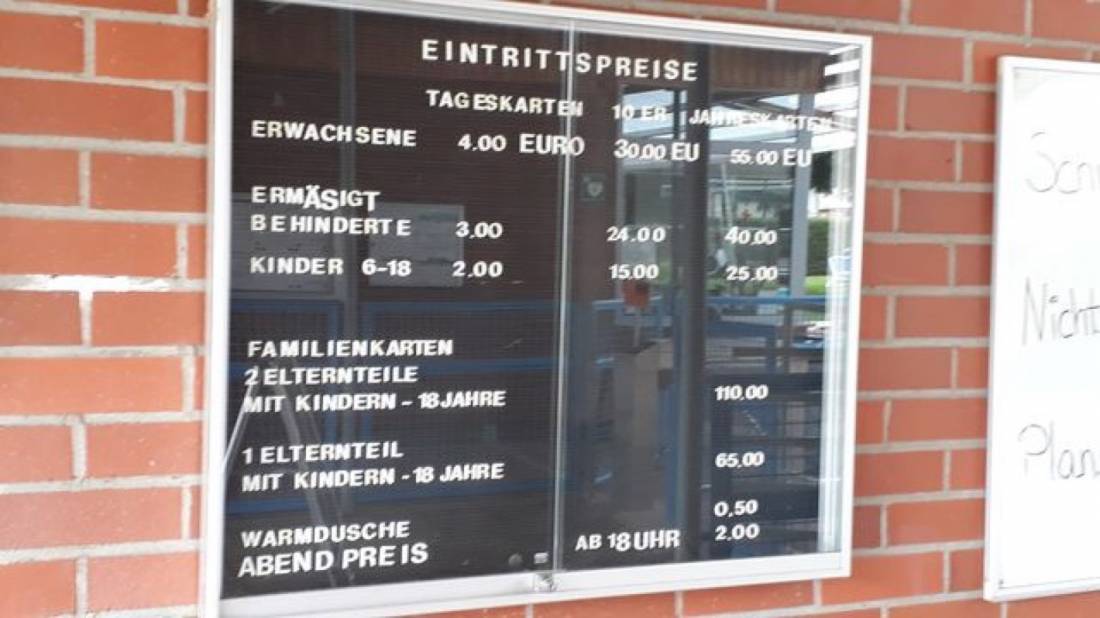 EINTRITTSPREISE
TAGESKARTEN 10 ER JAHRESKARTEN
ERWACHSENE 4.00 EURO 30.00 EU 55.00 EU
ERMÄSIGT
BEHINDERTE 3.00 24.00 40.00
KINDER 6-18 2.00 15.00 25.00
FAMILIENKARTEN
2 ELTERNTEILE
MIT KINDERN - 18 JAHRE 110.00
1 ELTERNTEIL
MIT KINDERN - 18 JAHRE 65.00
WARMDUSCHE 0.50
ABEND PREIS AB 18 UHR 2.00
Nicht